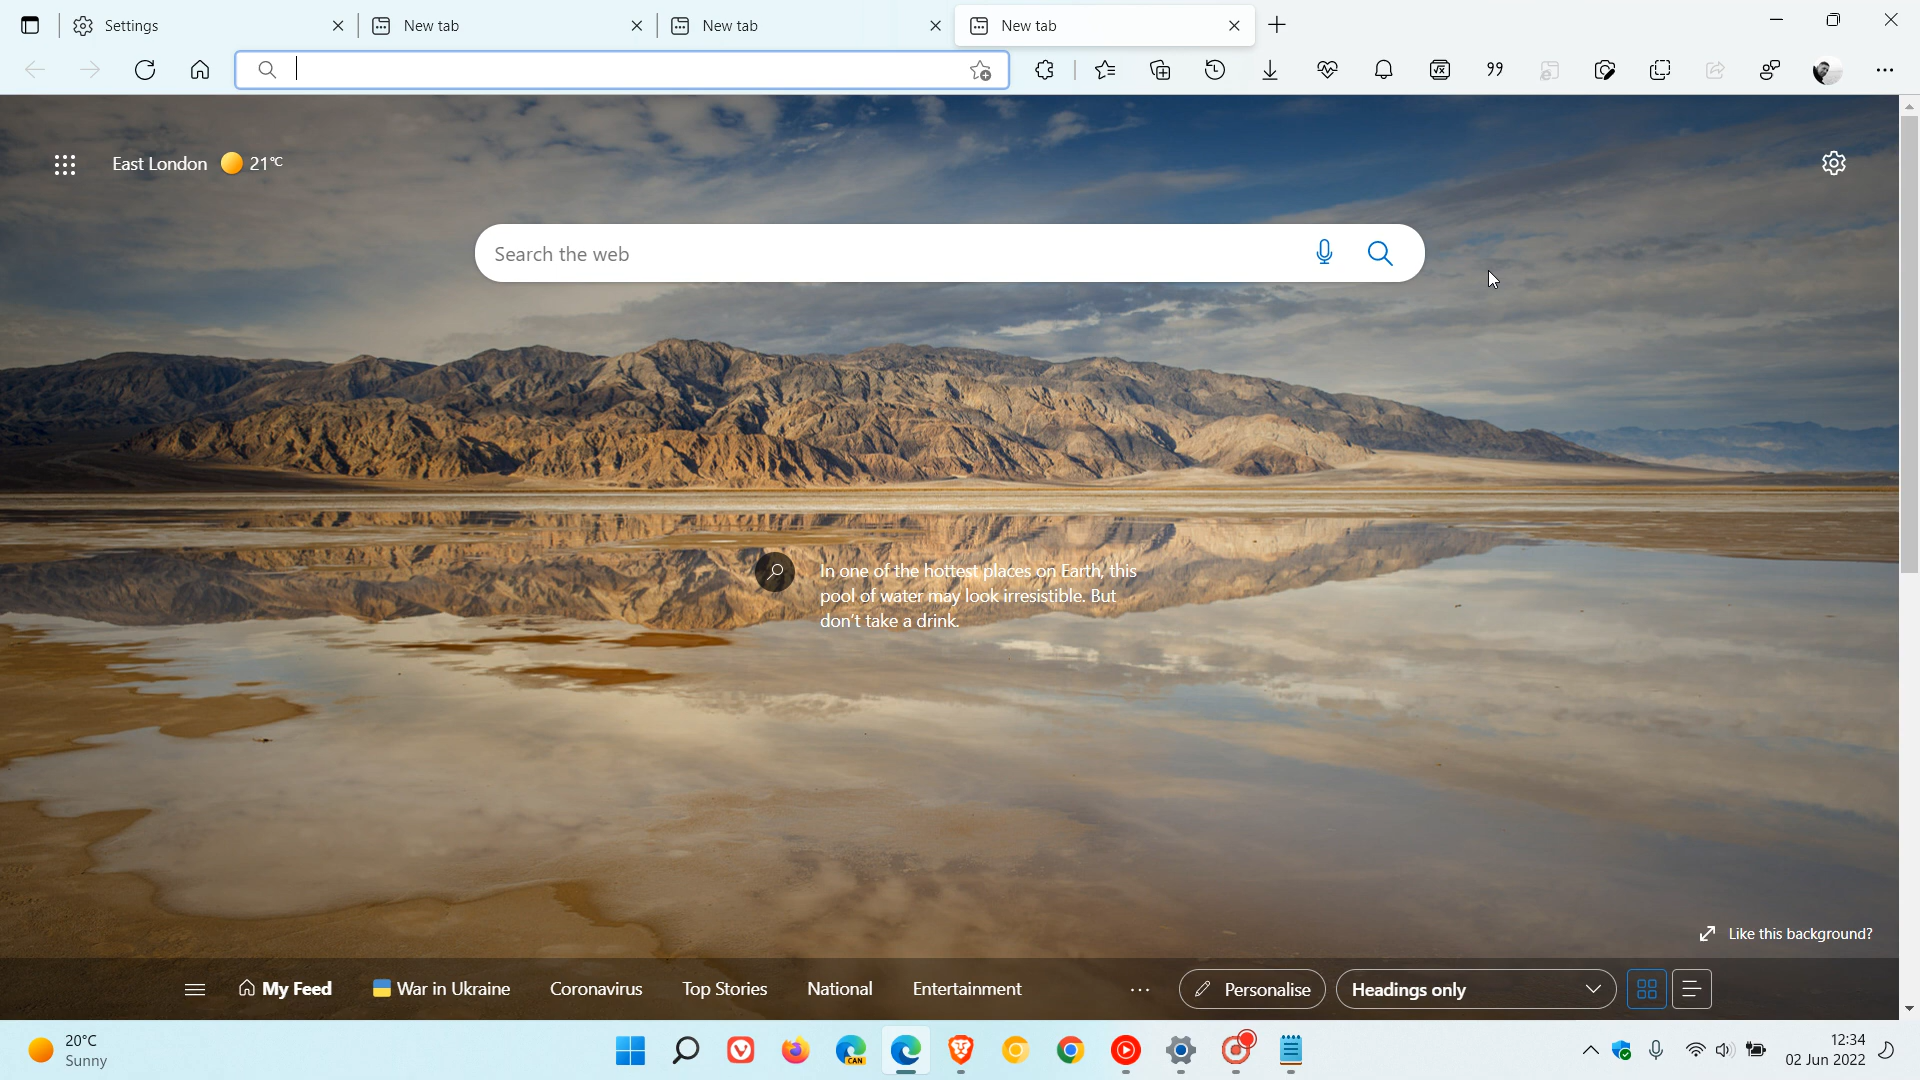 Settings
New tab
New tab
New tab
East London 21°C
Search the web
In one of the hottest places on Earth, this
pool of water may look irresistible. But
don't take a drink.
Like this background?
My Feed
War in Ukraine
Coronavirus
Top Stories
National
Entertainment
Personalise
Headings only
20°C
Sunny
CAN
12:34
02 Jun 2022